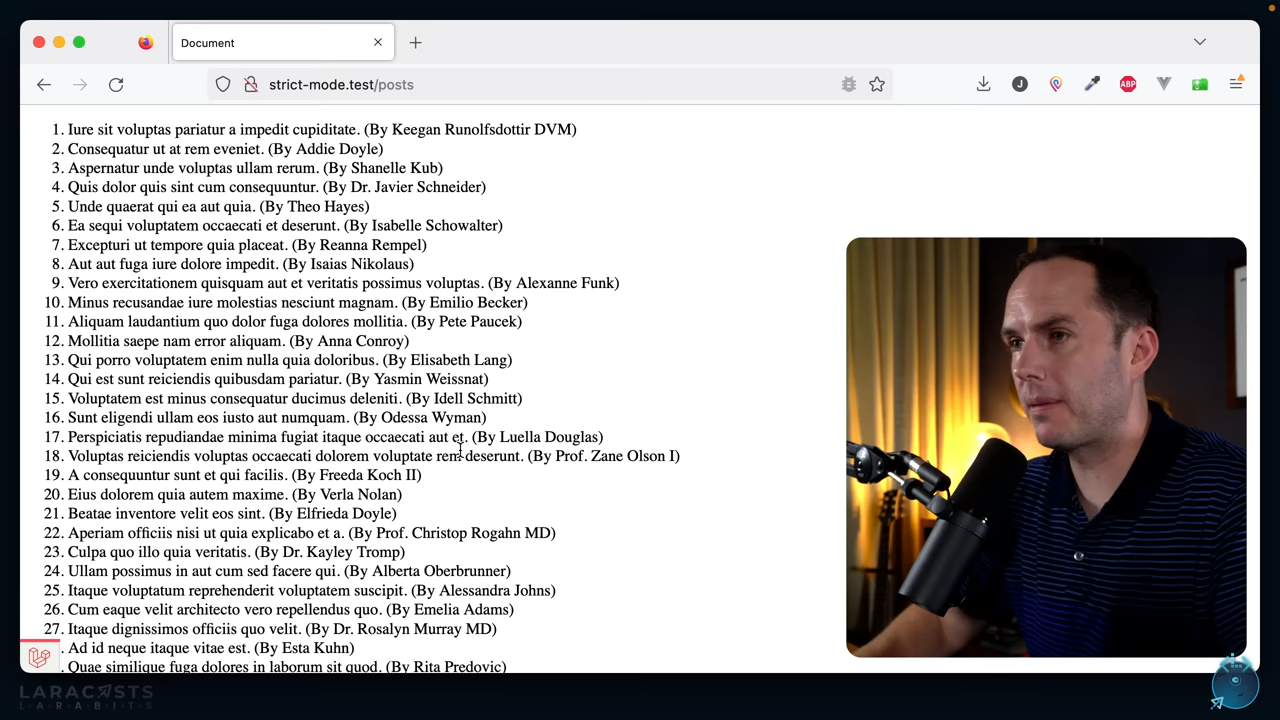 Document
strict-mode.test/posts
J
ABP
1. Iure sit voluptas pariatur a impedit cupiditate. (By Keegan Runolfsdottir DVM)
2. Consequatur ut at rem eveniet. (By Addie Doyle)
3. Aspernatur unde voluptas ullam rerum. (By Shanelle Kub)
4. Quis dolor quis sint cum consequuntur. (By Dr. Javier Schneider)
5. Unde quaerat qui ea aut quia. (By Theo Hayes)
6. Ea sequi voluptatem occaecati et deserunt. (By Isabelle Schowalter)
7. Excepturi ut tempore quia placeat. (By Reanna Rempel)
8. Aut aut fuga iure dolore impedit. (By Isaias Nikolaus)
9. Vero exercitationem quisquam aut et veritatis possimus voluptas. (By Alexanne Funk)
10. Minus recusandae iure molestias nesciunt magnam. (By Emilio Becker)
11. Aliquam laudantium quo dolor fuga dolores mollitia. (By Pete Paucek)
12. Mollitia saepe nam error aliquam. (By Anna Conroy)
13. Qui porro voluptatem enim nulla quia doloribus. (By Elisabeth Lang)
14. Qui est sunt reiciendis quibusdam pariatur. (By Yasmin Weissnat)
15. Voluptatem est minus consequatur ducimus deleniti. (By Idell Schmitt)
16. Sunt eligendi ullam eos iusto aut numquam. (By Odessa Wyman)
17. Perspiciatis repudiandae minima fugiat itaque occaecati aut et. (By Luella Douglas)
18. Voluptas reiciendis voluptas occaecati dolorem voluptate rem deserunt. (By Prof. Zane Olson I)
19. A consequuntur sunt et qui facilis. (By Freeda Koch II)
20. Eius dolorem quia autem maxime. (By Verla Nolan)
21. Beatae inventore velit eos sint. (By Elfrieda Doyle)
22. Aperiam officiis nisi ut quia explicabo et a. (By Prof. Christop Rogahn MD)
23. Culpa quo illo quia veritatis. (By Dr. Kayley Tromp)
24. Ullam possimus in aut cum sed facere qui. (By Alberta Oberbrunner)
25. Itaque voluptatum reprehenderit voluptatem suscipit. (By Alessandra Johns)
26. Cum eaque velit architecto vero repellendus quo. (By Emelia Adams)
27. Itaque dignissimos officiis quo velit. (By Dr. Rosalyn Murray MD)
. Ad id neque itaque vitae est. (By Esta Kuhn)
. Quae similique fuga dolores in laborum sit quod. (By Rita Predovic)
LARACASTS
LARABITS